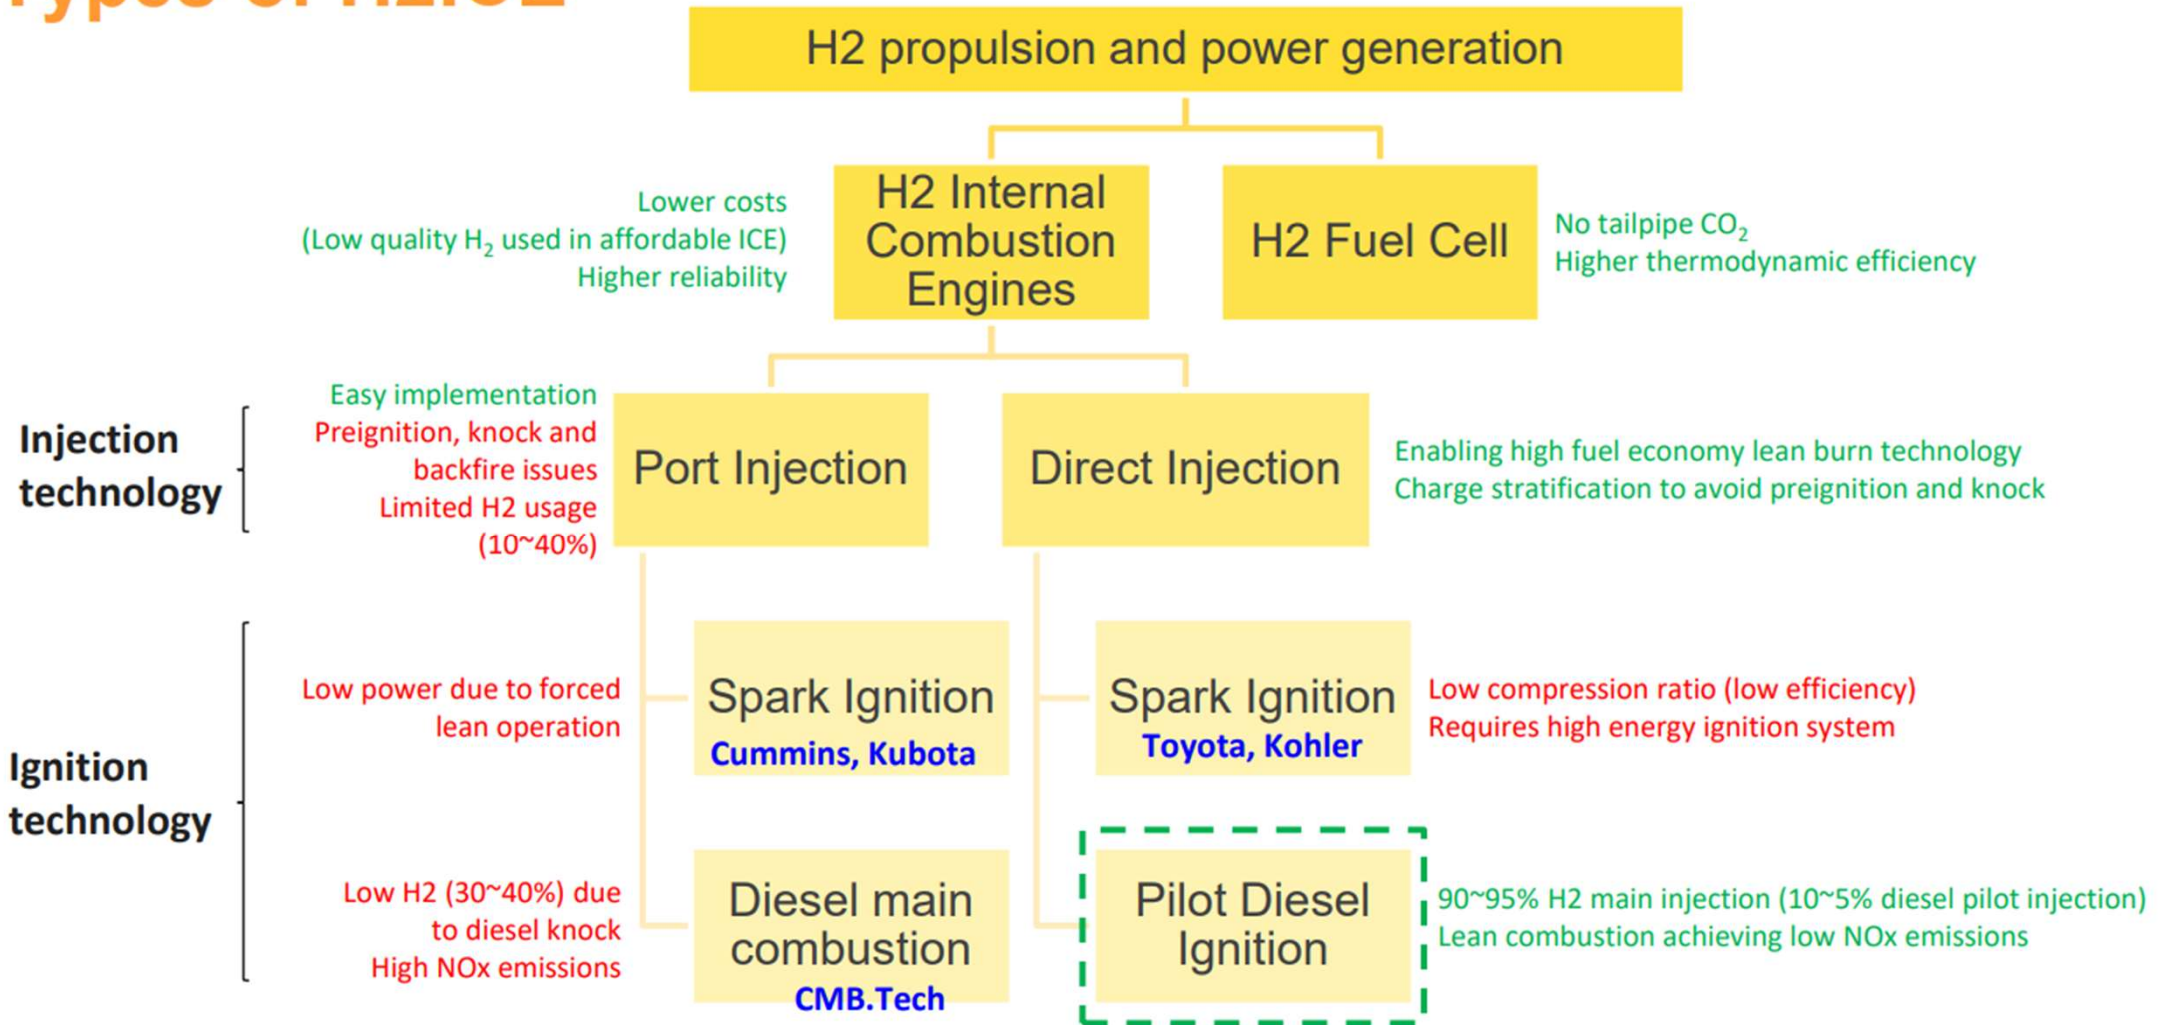 H2 propulsion and power generation
Lower costs
(Low quality H₂ used in affordable ICE)
Higher reliability
H2 Internal
Combustion
Engines
H2 Fuel Cell
No tailpipe CO₂
Higher thermodynamic efficiency
Injection
technology
Easy implementation
Preignition, knock and
backfire issues
Limited H2 usage
(10~40%)
Port Injection
Direct Injection
Enabling high fuel economy lean burn technology
Charge stratification to avoid preignition and knock
Ignition
technology
Low power due to forced
lean operation
Spark Ignition
Cummins, Kubota
Spark Ignition
Toyota, Kohler
Low compression ratio (low efficiency)
Requires high energy ignition system
Low H2 (30~40%) due
to diesel knock
High NOx emissions
Diesel main
combustion
CMB.Tech
Pilot Diesel
Ignition
90~95% H2 main injection (10~5% diesel pilot injection)
Lean combustion achieving low NOx emissions